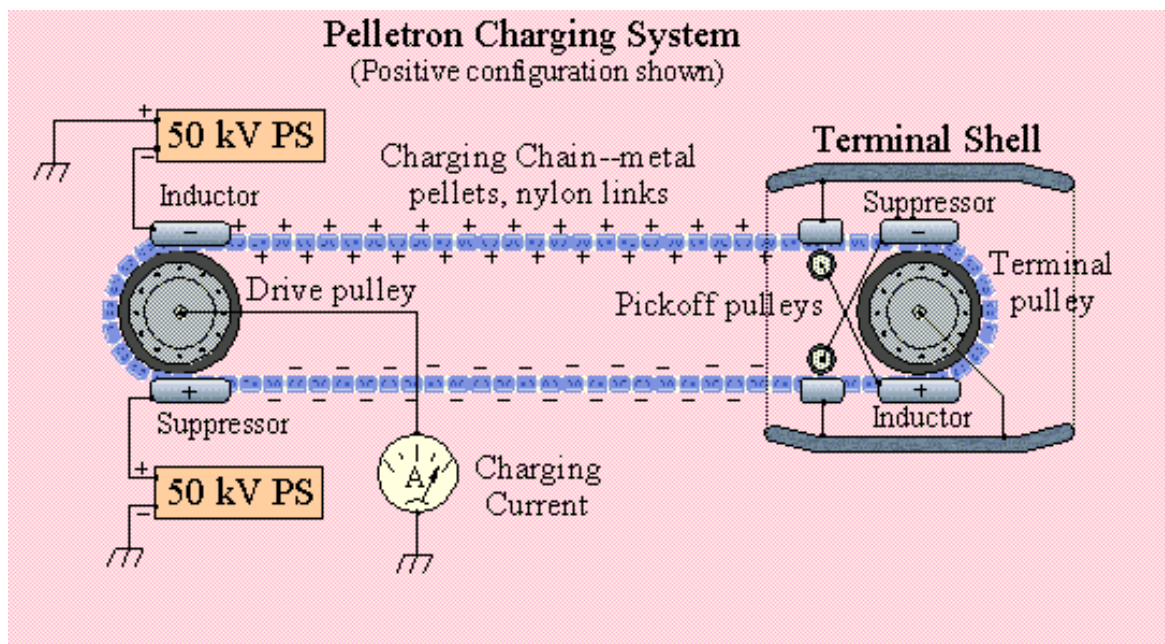 Pelletron Charging System
(Positive configuration shown)
+
50 kV PS
−
Terminal Shell
Charging Chain--metal
pellets, nylon links
Inductor
Suppressor
−
+ + + + + + + + + + +
−
+ + + + + + + + + +
Drive pulley
Pickoff pulleys
Terminal
pulley
− − − − − − − − − −
+
− − − − − − − − − −
+
Suppressor
Inductor
A
Charging
Current
+
50 kV PS
−